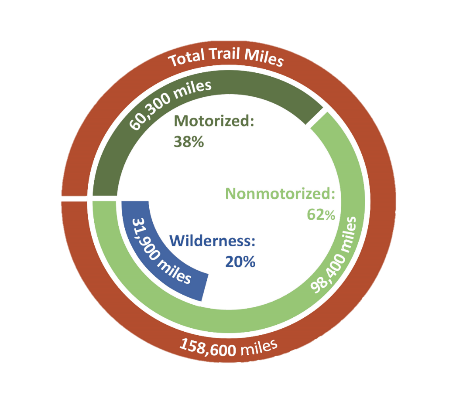 Total Trail Miles
60,300 miles
Motorized:
38%
Nonmotorized:
62%
Wilderness:
20%
31,900 miles
98,400 miles
158,600 miles